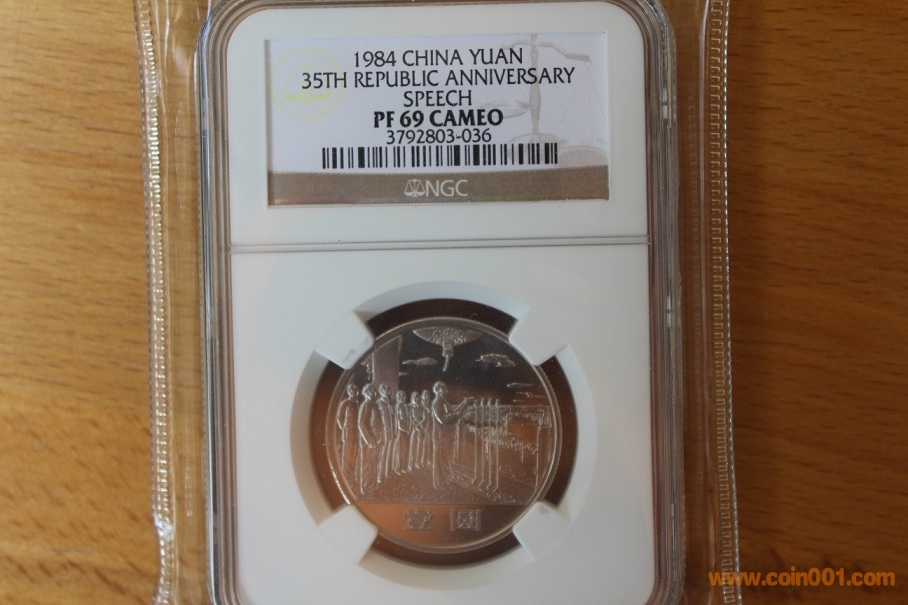 1984 CHINA YUAN
35TH REPUBLIC ANNIVERSARY
SPEECH
PF 69 CAMEO
3792803-036
NGC
壹圆
www.coin001.com